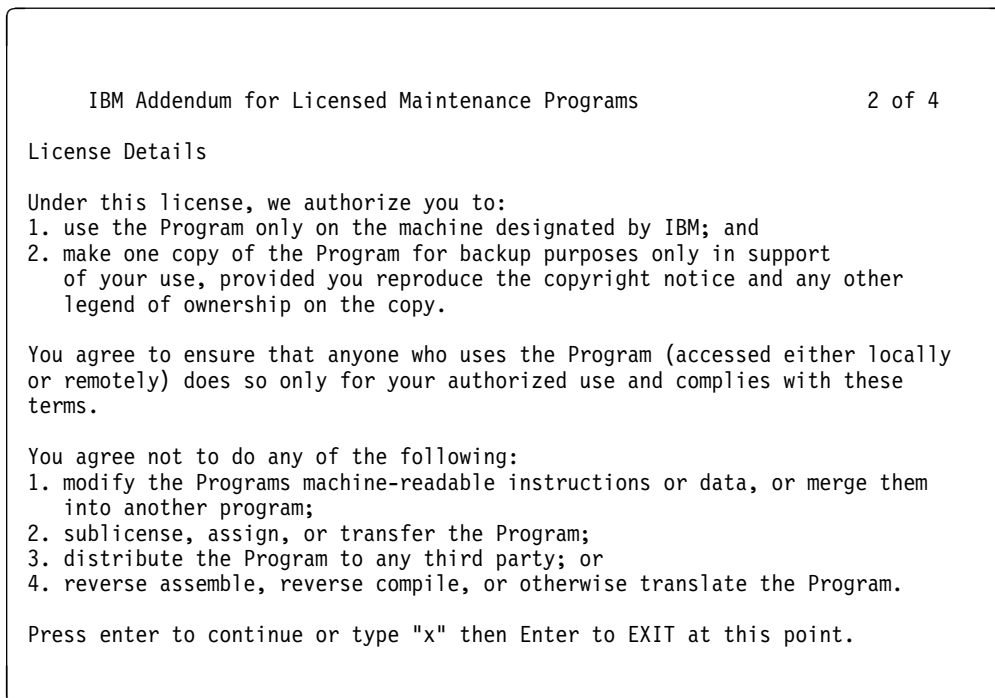 IBM Addendum for Licensed Maintenance Programs 2 of 4
License Details
Under this license, we authorize you to:
1. use the Program only on the machine designated by IBM; and
2. make one copy of the Program for backup purposes only in support
of your use, provided you reproduce the copyright notice and any other
legend of ownership on the copy.
You agree to ensure that anyone who uses the Program (accessed either locally
or remotely) does so only for your authorized use and complies with these
terms.
You agree not to do any of the following:
1. modify the Programs machine-readable instructions or data, or merge them
into another program;
2. sublicense, assign, or transfer the Program;
3. distribute the Program to any third party; or
4. reverse assemble, reverse compile, or otherwise translate the Program.
Press enter to continue or type "x" then Enter to EXIT at this point.